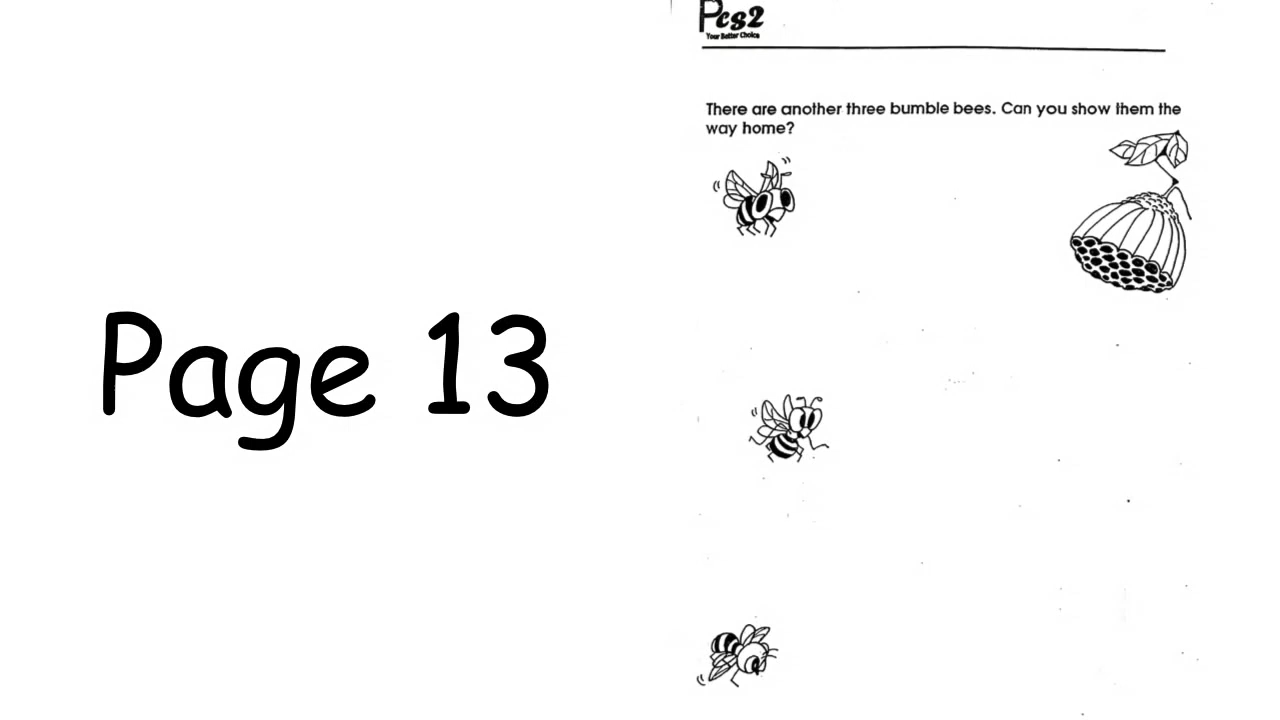 Page 13
Pcs2
Your Better Choice
There are another three bumble bees. Can you show them the
way home?